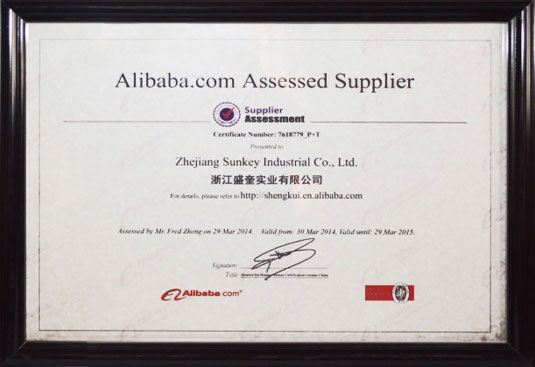 Alibaba.com Assessed Supplier
Supplier
Assessment
Certificate Number: 7618779_P+T
Presented to
Zhejiang Sunkey Industrial Co., Ltd.
浙江盛奎实业有限公司
For details, please refer to http://shengkui.en.alibaba.com
Assessed by Mr. Fred Zheng on 29 Mar 2014. Valid from: 30 Mar 2014, Valid until: 29 Mar 2015.
Signature:
Title:
Alibaba.com®